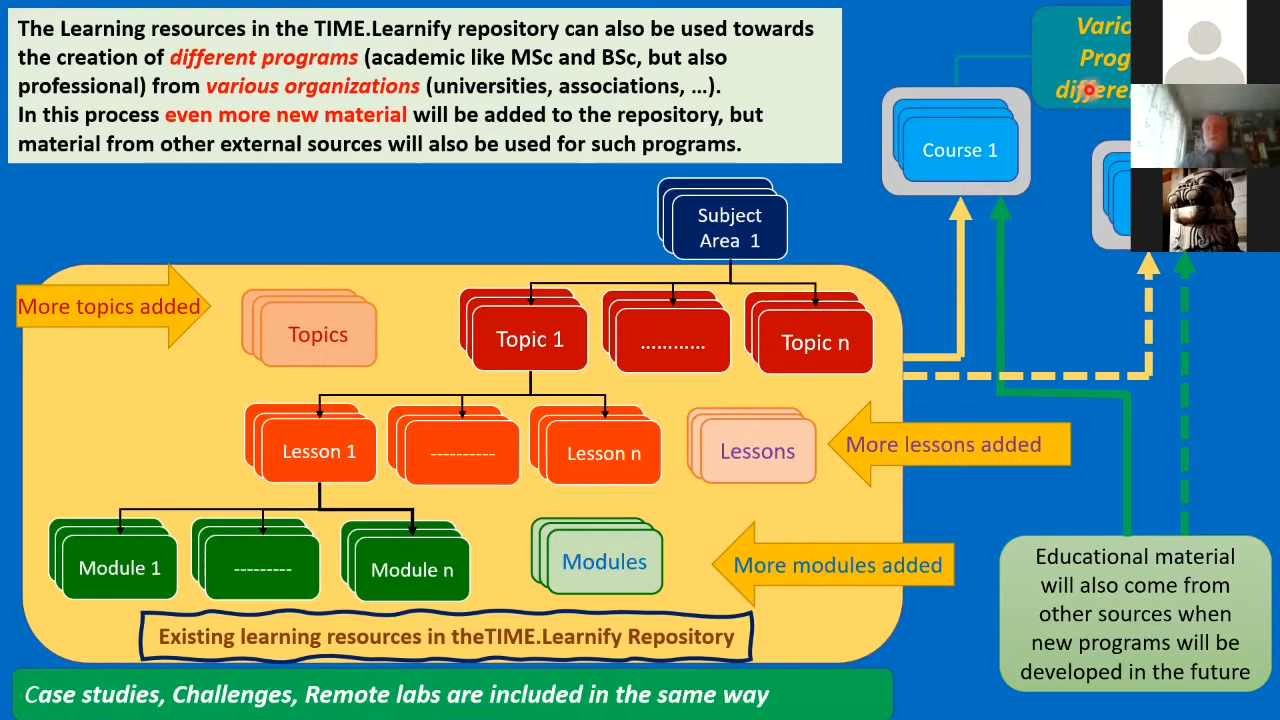 The Learning resources in the TIME.Learnify repository can also be used towards
the creation of different programs (academic like MSc and BSc, but also
professional) from various organizations (universities, associations, …).
In this process even more new material will be added to the repository, but
material from other external sources will also be used for such programs.
Course 1
Subject
Area 1
More topics added
Topics
Topic 1
............
Topic n
Lesson 1
----------
Lesson n
Lessons
More lessons added
Module 1
---------
Module n
Modules
More modules added
Existing learning resources in theTIME.Learnify Repository
Educational material
will also come from
other sources when
new programs will be
developed in the future
Case studies, Challenges, Remote labs are included in the same way